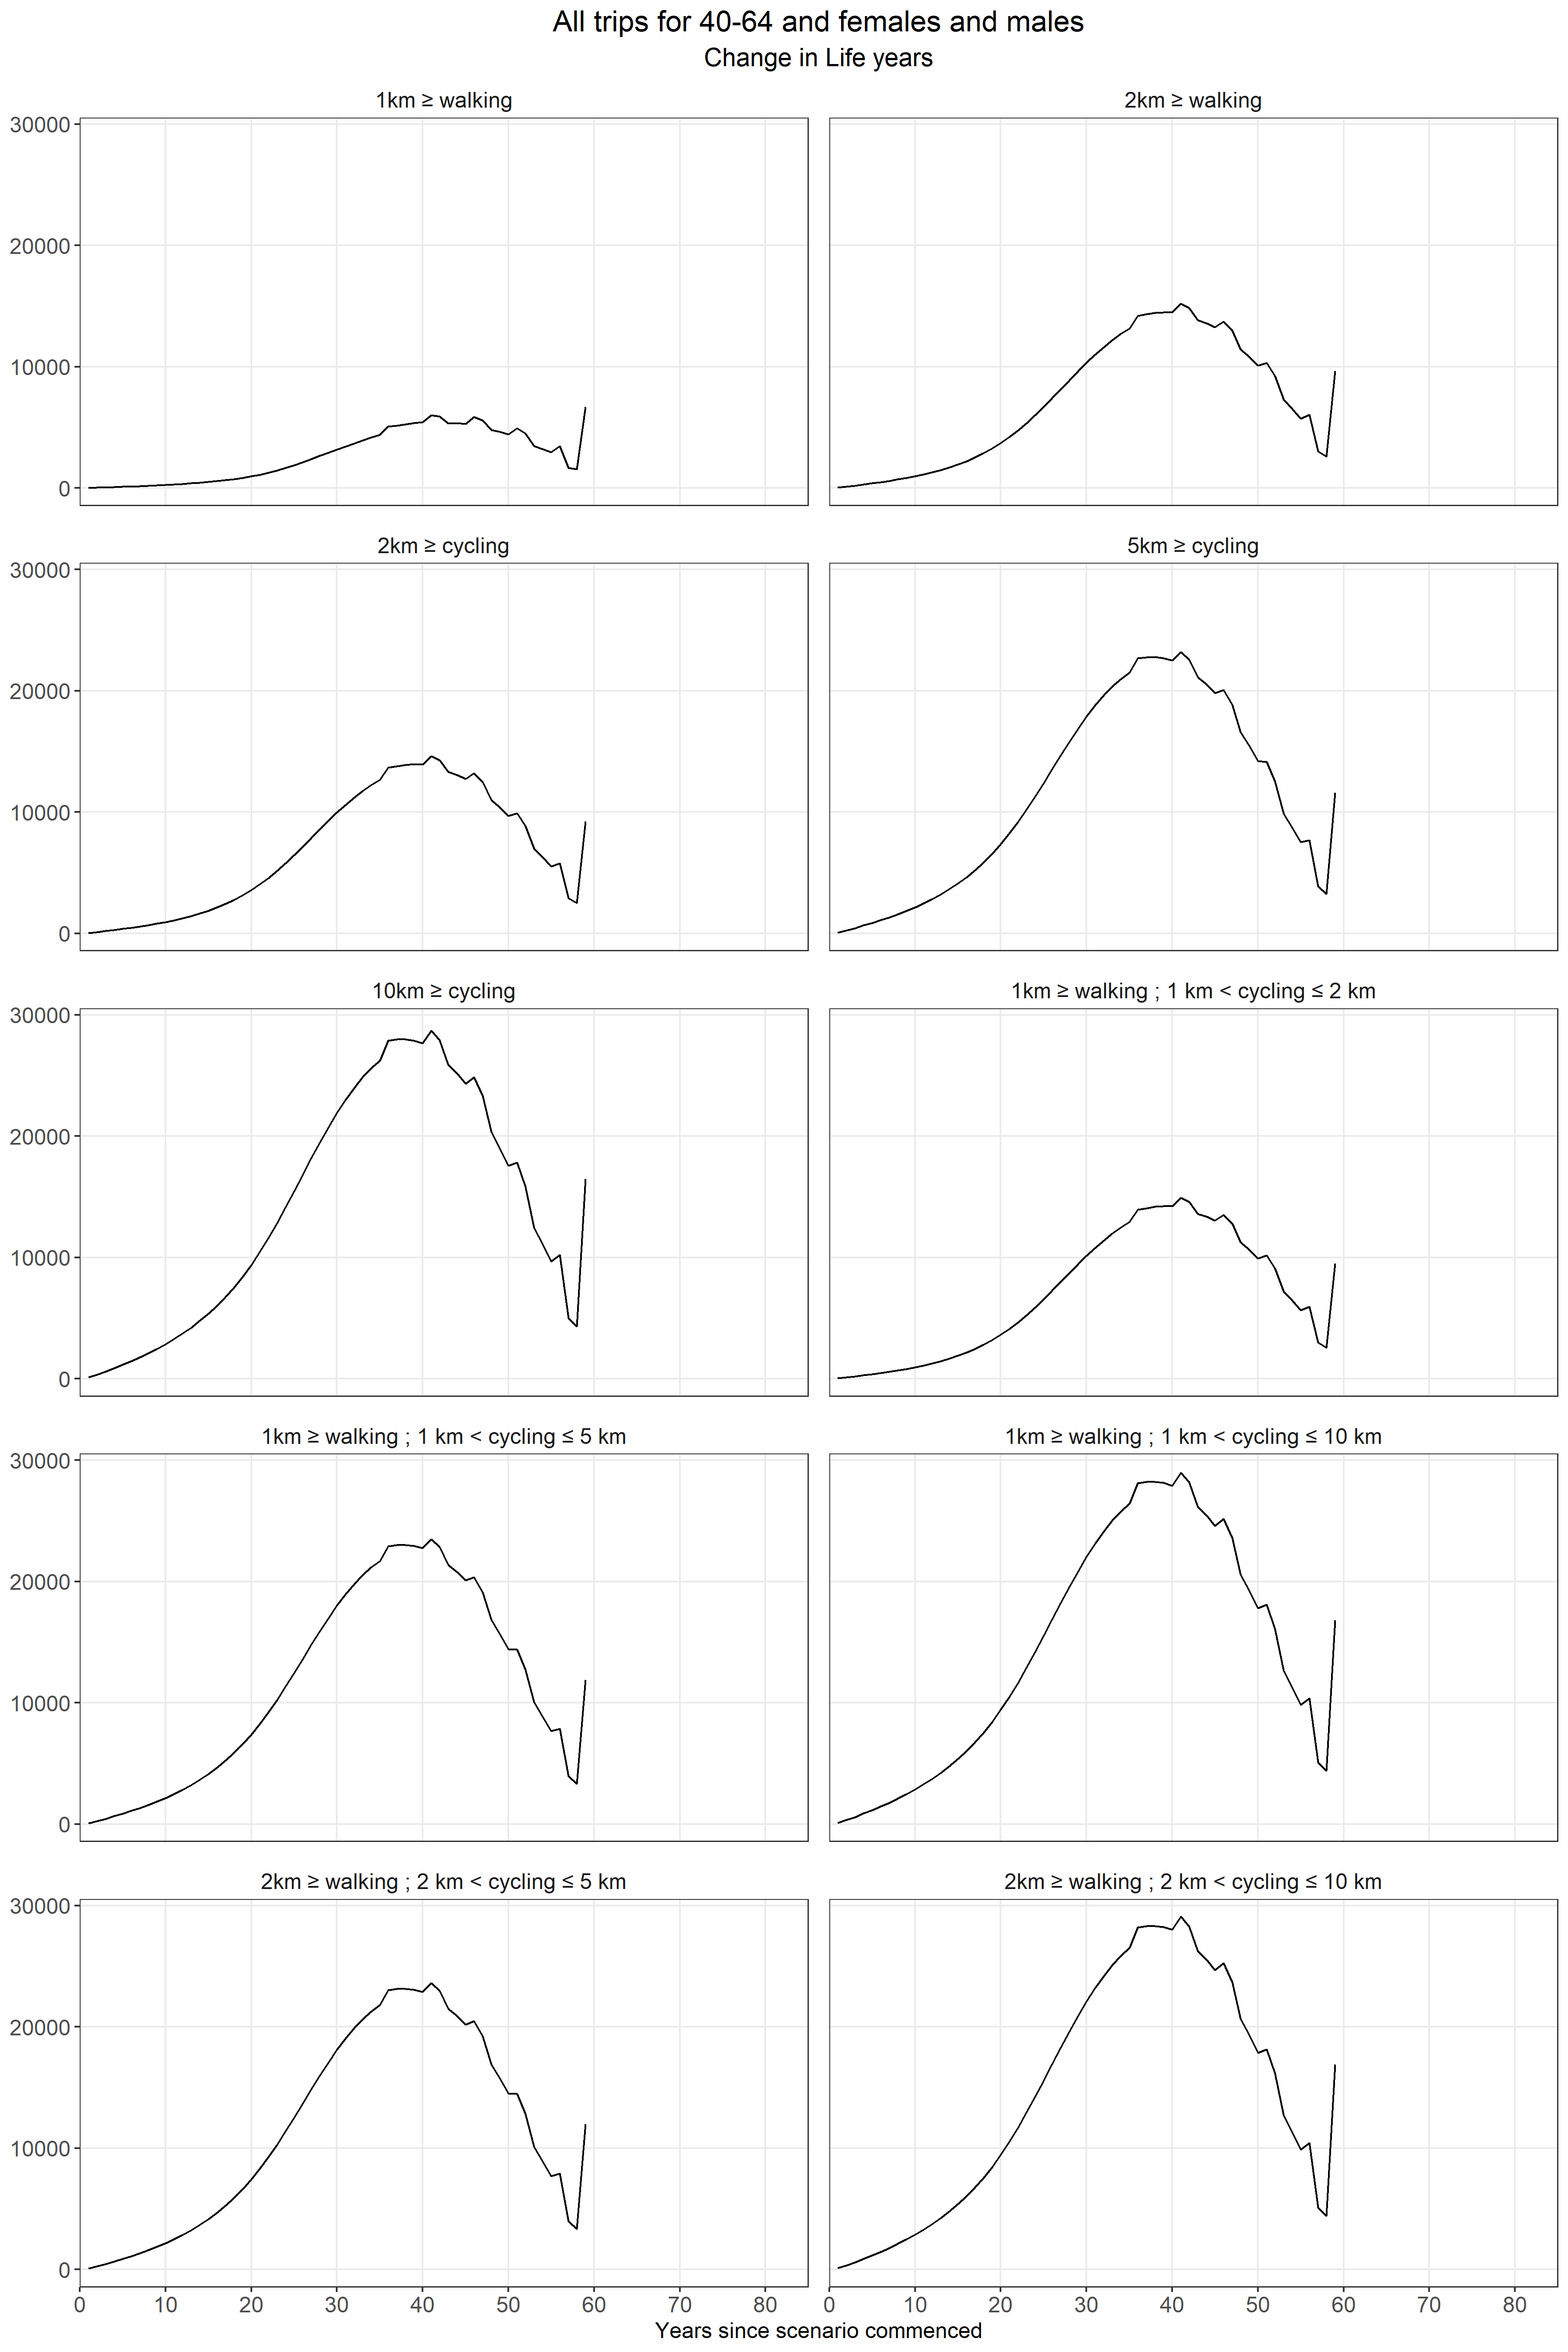 All trips for 40-64 and females and males
Change in Life years
1km ≥ walking
2km ≥ walking
30000
20000
10000
0
2km ≥ cycling
5km ≥ cycling
30000
20000
10000
0
10km ≥ cycling
1km ≥ walking ; 1 km < cycling ≤ 2 km
30000
20000
10000
0
1km ≥ walking ; 1 km < cycling ≤ 5 km
1km ≥ walking ; 1 km < cycling ≤ 10 km
30000
20000
10000
0
2km ≥ walking ; 2 km < cycling ≤ 5 km
2km ≥ walking ; 2 km < cycling ≤ 10 km
30000
20000
10000
0
0 10 20 30 40 50 60 70 80
0 10 20 30 40 50 60 70 80
Years since scenario commenced